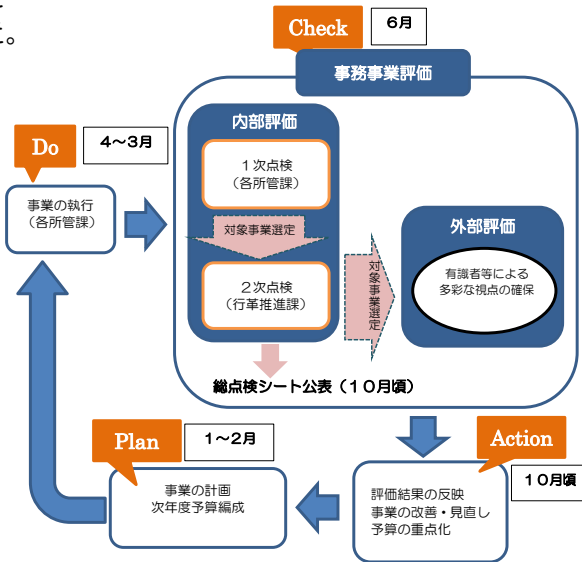 た。
Check
6月
事務事業評価
内部評価
1次点検
(各所管課)
対象事業選定
2次点検
(行革推進課)
対象事業選定
外部評価
有識者等による
多彩な視点の確保
総点検シート公表(10月頃)
Do
4~3月
事業の執行
(各所管課)
Action
10月頃
評価結果の反映
事業の改善・見直し
予算の重点化
Plan
1~2月
事業の計画
次年度予算編成